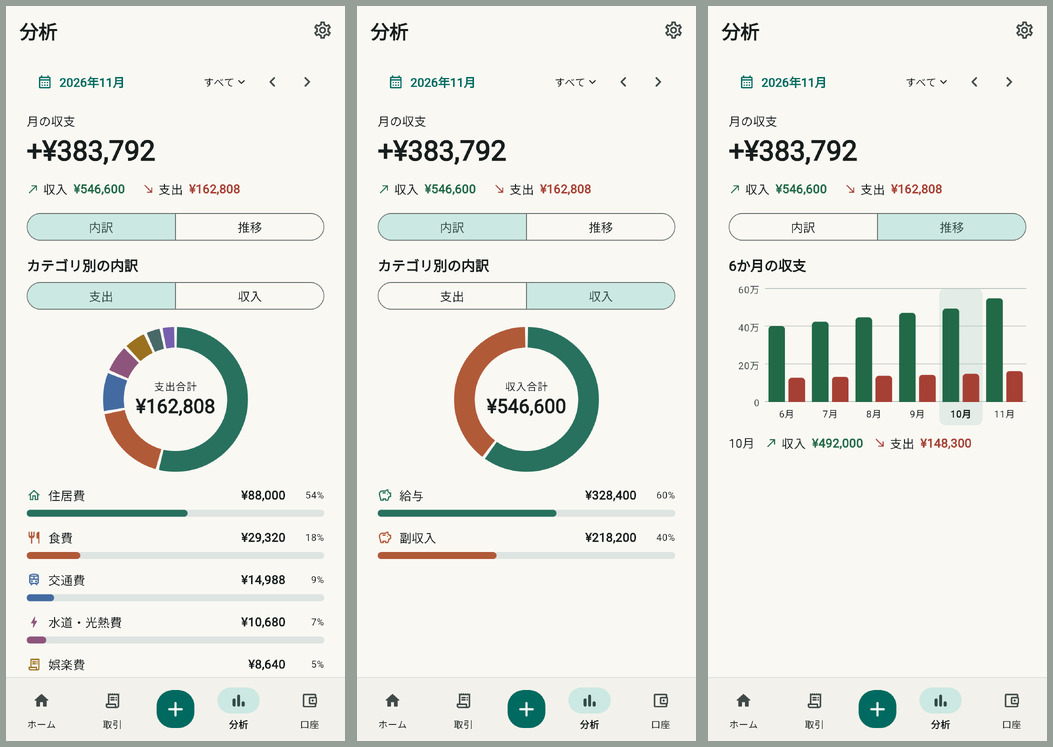 分析
2026年11月 すべて
月の収支
+¥383,792
収入 ¥546,600 支出 ¥162,808
内訳 推移
カテゴリ別の内訳
支出 収入
支出合計
¥162,808
住居費 ¥88,000 54%
食費 ¥29,320 18%
交通費 ¥14,988 9%
水道・光熱費 ¥10,680 7%
娯楽費 ¥8,640 5%
ホーム 取引 分析 口座
分析
2026年11月 すべて
月の収支
+¥383,792
収入 ¥546,600 支出 ¥162,808
内訳 推移
カテゴリ別の内訳
支出 収入
収入合計
¥546,600
給与 ¥328,400 60%
副収入 ¥218,200 40%
ホーム 取引 分析 口座
分析
2026年11月 すべて
月の収支
+¥383,792
収入 ¥546,600 支出 ¥162,808
内訳 推移
6か月の収支
60万
40万
20万
0
6月 7月 8月 9月 10月 11月
10月 収入 ¥492,000 支出 ¥148,300
ホーム 取引 分析 口座